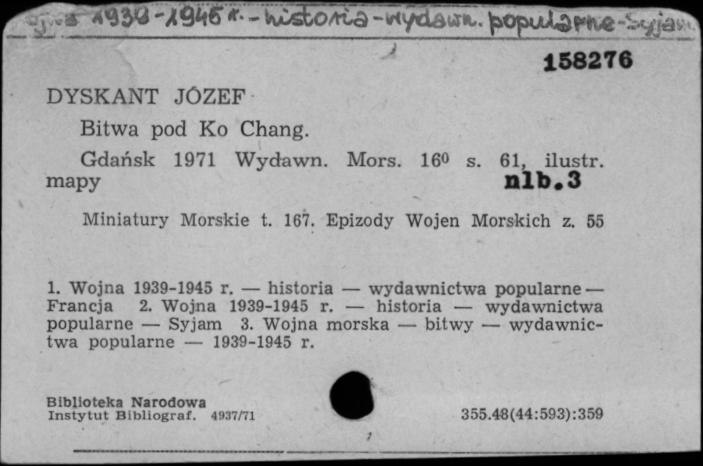 1939-1945 r. - historia - wydawn. popularne - Syjam
158276
DYSKANT JÓZEF
Bitwa pod Ko Chang.
Gdańsk 1971 Wydawn. Mors. 16⁰ s. 61, ilustr.
mapy nlb.3
Miniatury Morskie t. 167. Epizody Wojen Morskich z. 55
1. Wojna 1939-1945 r. — historia — wydawnictwa popularne —
Francja 2. Wojna 1939-1945 r. — historia — wydawnictwa
popularne — Syjam 3. Wojna morska — bitwy — wydawnic-
twa popularne — 1939-1945 r.
Biblioteka Narodowa
Instytut Bibliograf. 4937/71 355.48(44:593):359